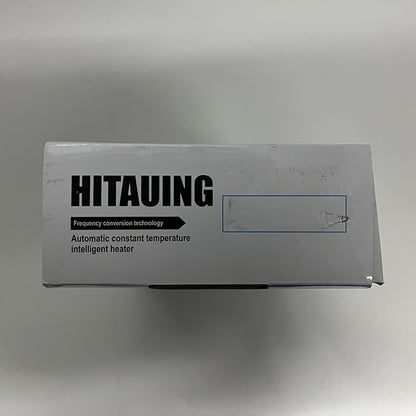 HITAUING
Frequency conversion technology
Automatic constant temperature
intelligent heater